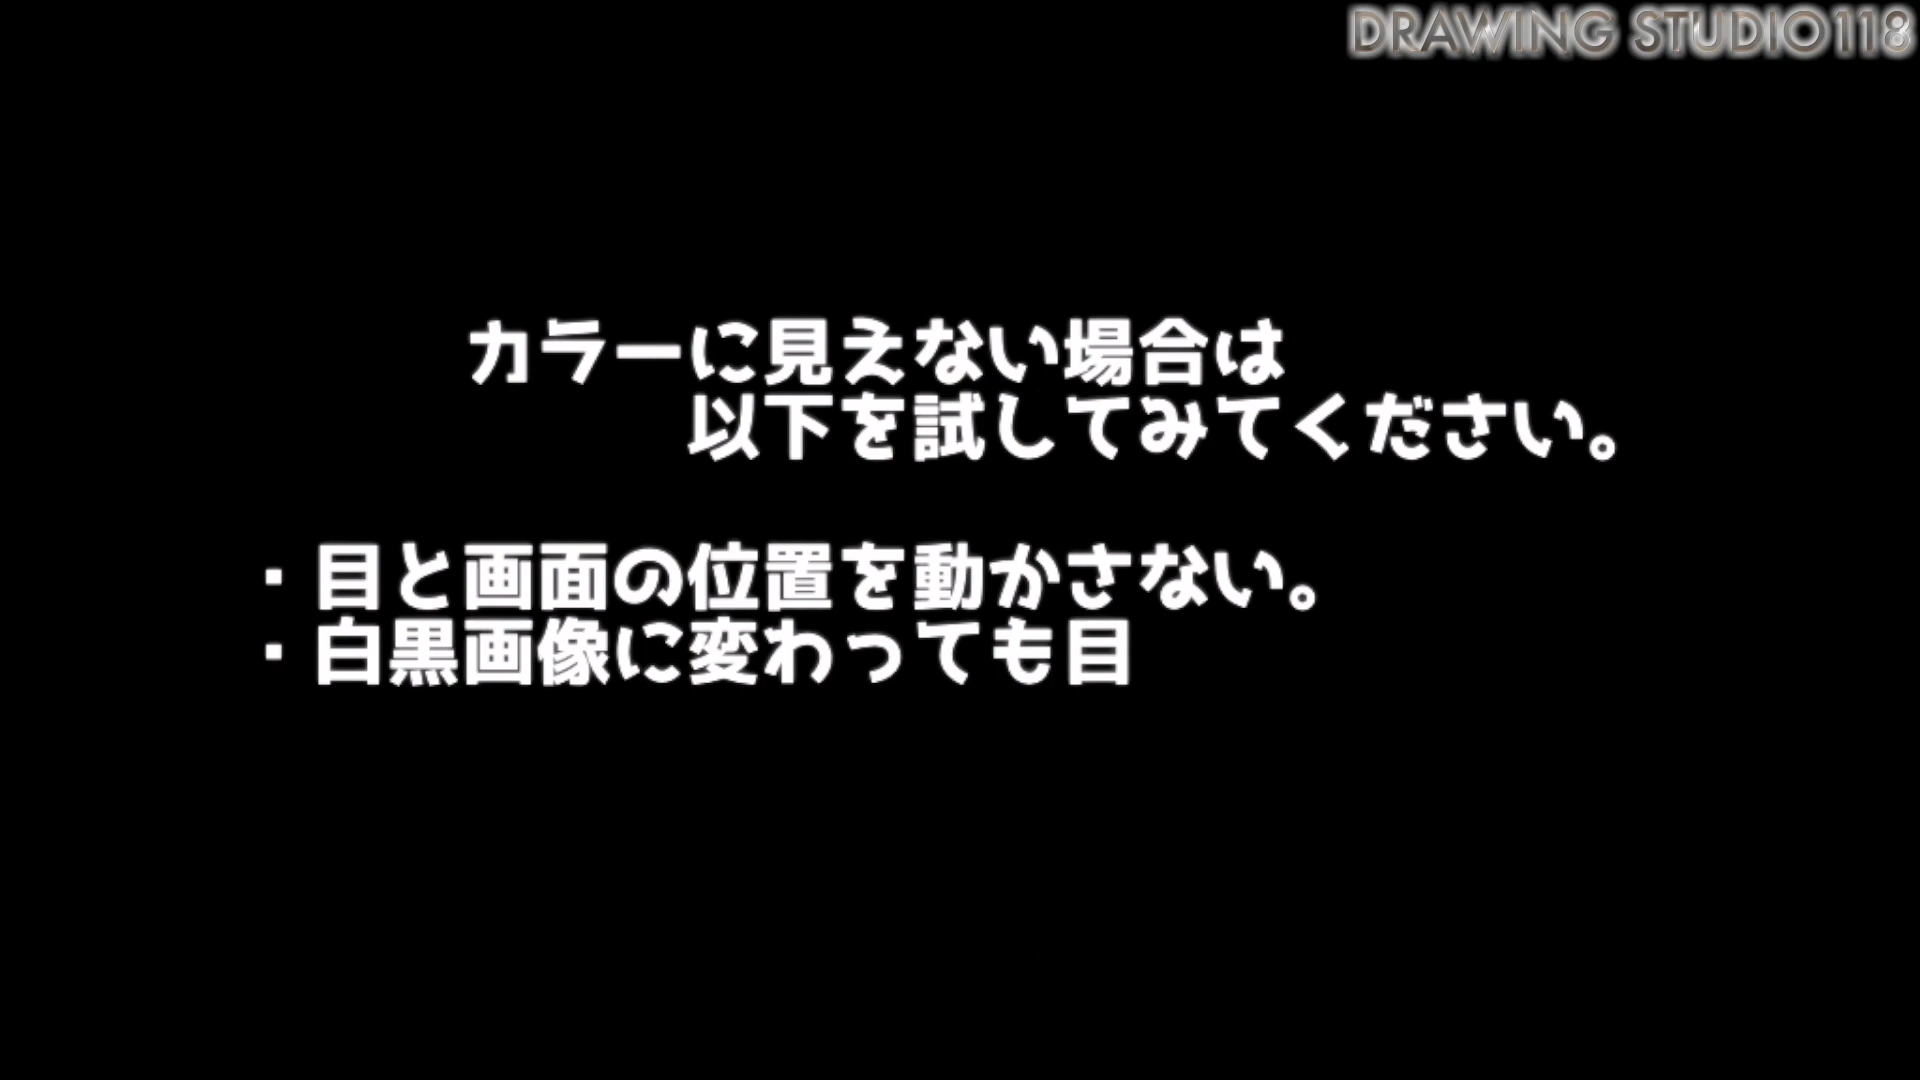 DRAWING STUDIO118
カラーに見えない場合は
以下を試してみてください。
・目と画面の位置を動かさない。
・白黒画像に変わっても目